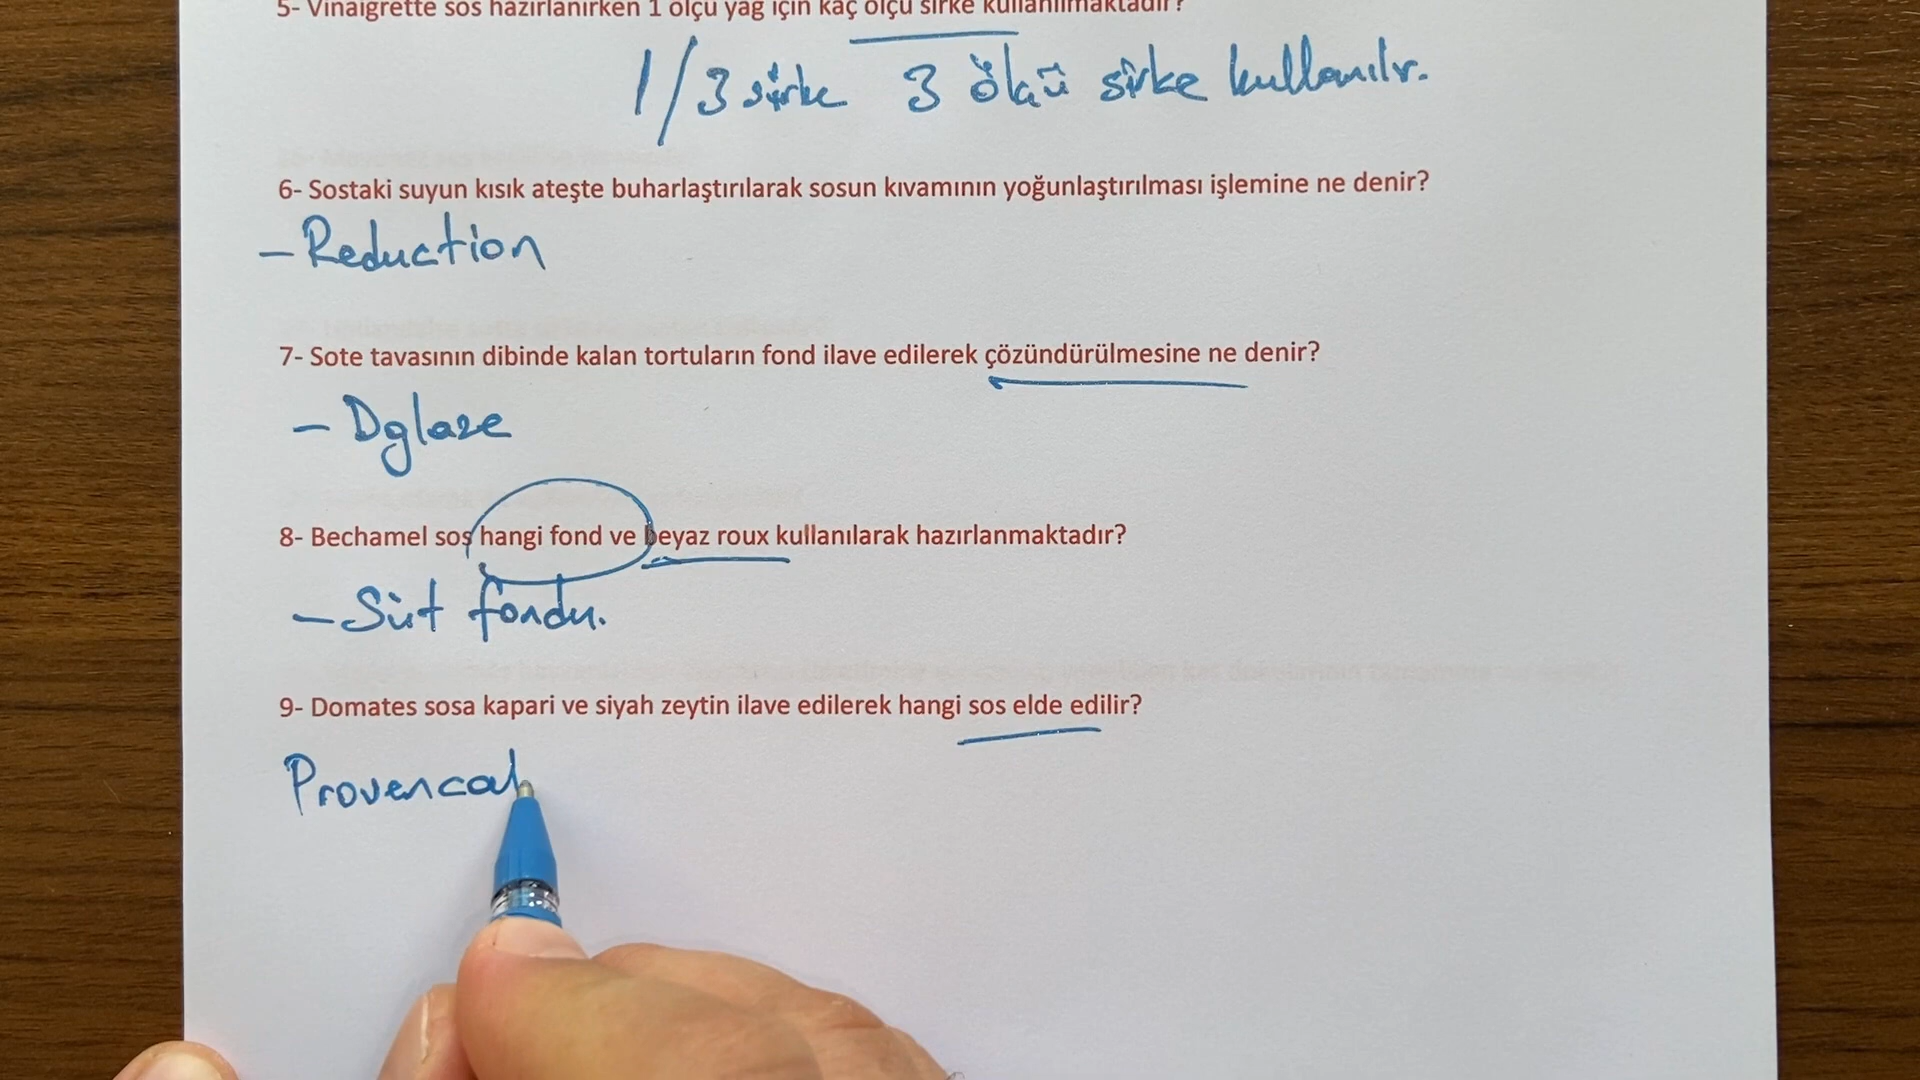 5- Vinaigrette sos hazırlanırken 1 ölçü yağ için kaç ölçü sirke kullanılmaktadır?
1/3 sirke 3 ölçü sirke kullanılır.
6- Sostaki suyun kısık ateşte buharlaştırılarak sosun kıvamının yoğunlaştırılması işlemine ne denir?
- Reduction
7- Sote tavasının dibinde kalan tortuların fond ilave edilerek çözündürülmesine ne denir?
- Dglaze
8- Bechamel sos hangi fond ve beyaz roux kullanılarak hazırlanmaktadır?
- Süt fondu.
9- Domates sosa kapari ve siyah zeytin ilave edilerek hangi sos elde edilir?
Provencal